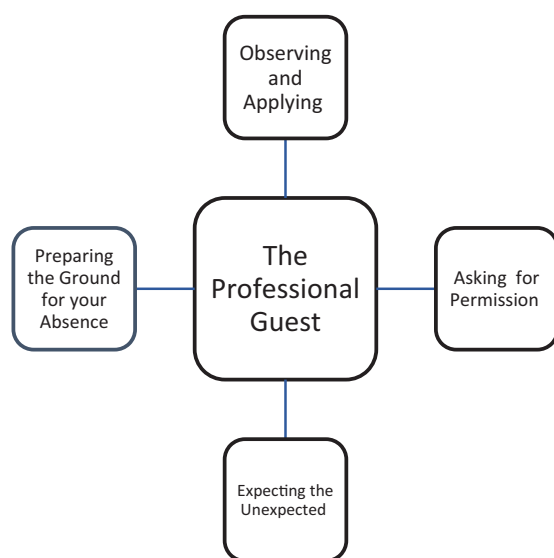 Observing
and
Applying
Preparing
the Ground
for your
Absence
The
Professional
Guest
Asking for
Permission
Expecting the
Unexpected